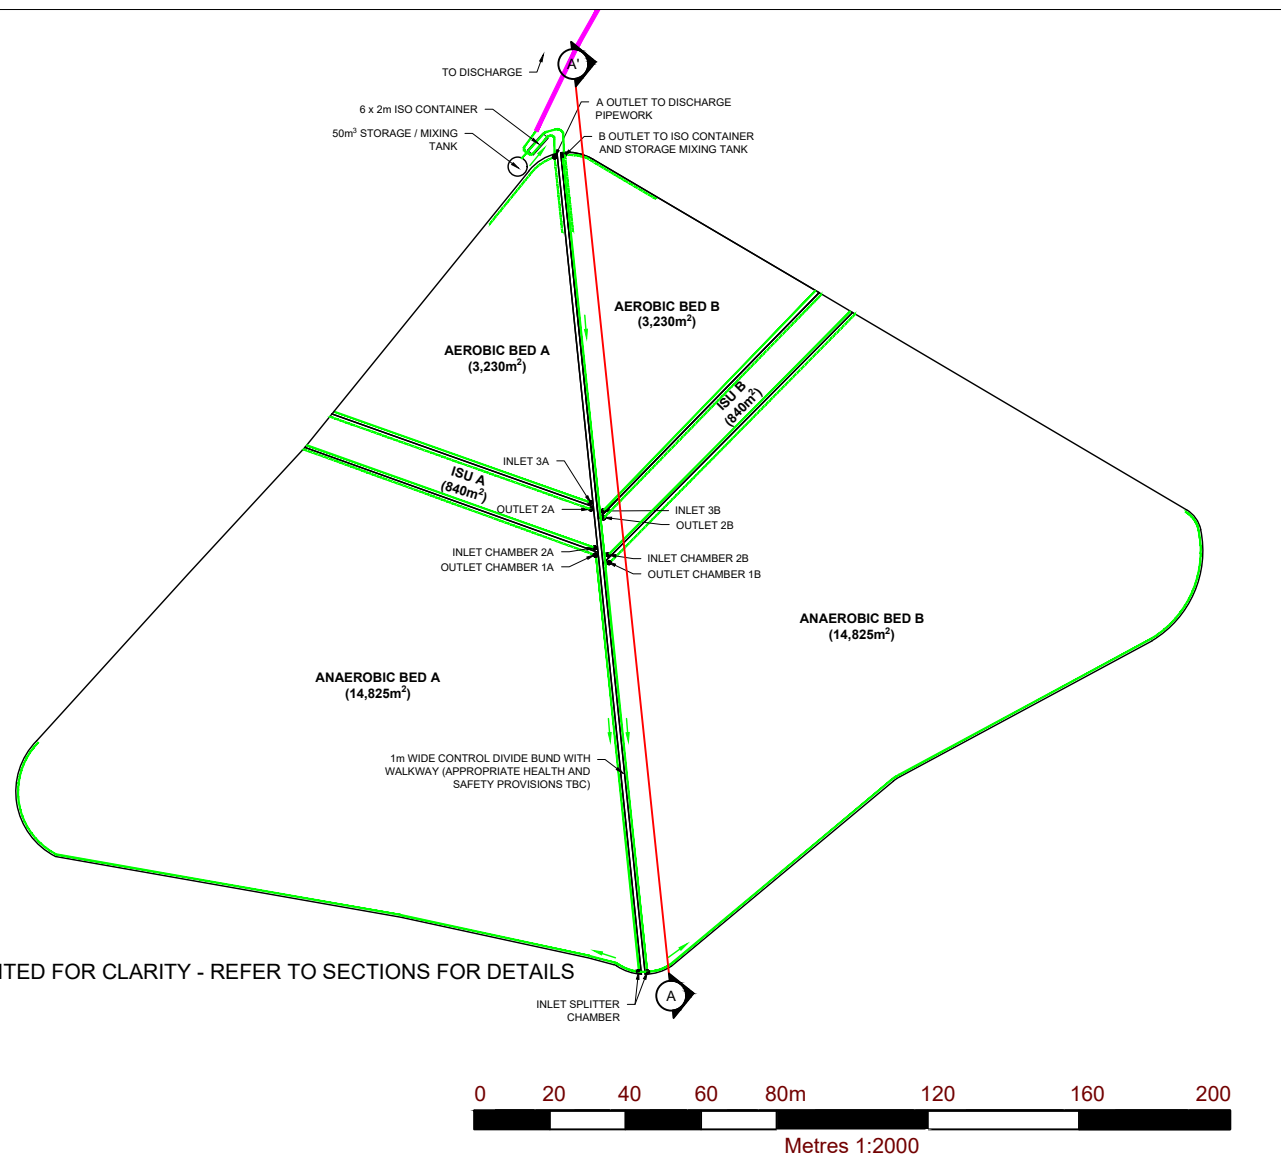 A'
TO DISCHARGE
6 x 2m ISO CONTAINER
50m³ STORAGE / MIXING
TANK
A OUTLET TO DISCHARGE
PIPEWORK
B OUTLET TO ISO CONTAINER
AND STORAGE MIXING TANK
AEROBIC BED B
(3,230m²)
AEROBIC BED A
(3,230m²)
ISU B
(840m²)
ISU A
(840m²)
INLET 3A
OUTLET 2A
INLET 3B
OUTLET 2B
INLET CHAMBER 2A
OUTLET CHAMBER 1A
INLET CHAMBER 2B
OUTLET CHAMBER 1B
ANAEROBIC BED B
(14,825m²)
ANAEROBIC BED A
(14,825m²)
1m WIDE CONTROL DIVIDE BUND WITH
WALKWAY (APPROPRIATE HEALTH AND
SAFETY PROVISIONS TBC)
TED FOR CLARITY - REFER TO SECTIONS FOR DETAILS
INLET SPLITTER
CHAMBER
A
0 20 40 60 80m 120 160 200
Metres 1:2000